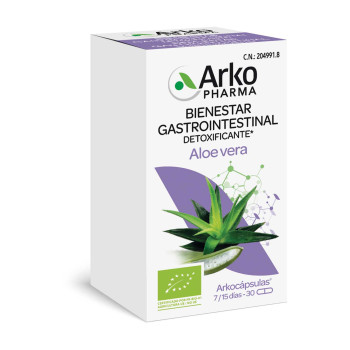 C.N.: 204991.8
Arko
PHARMA
BIENESTAR
GASTROINTESTINAL
DETOXIFICANTE*
Aloe vera
Arkocápsulas®
7/15 días - 30